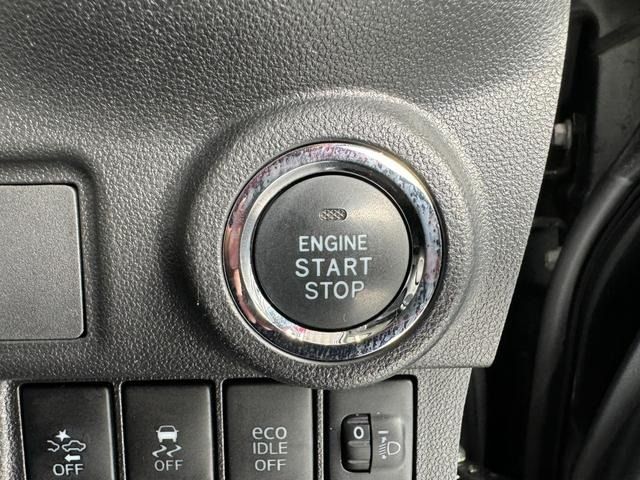 ENGINE
START
STOP
OFF
OFF
eco
IDLE
OFF
0